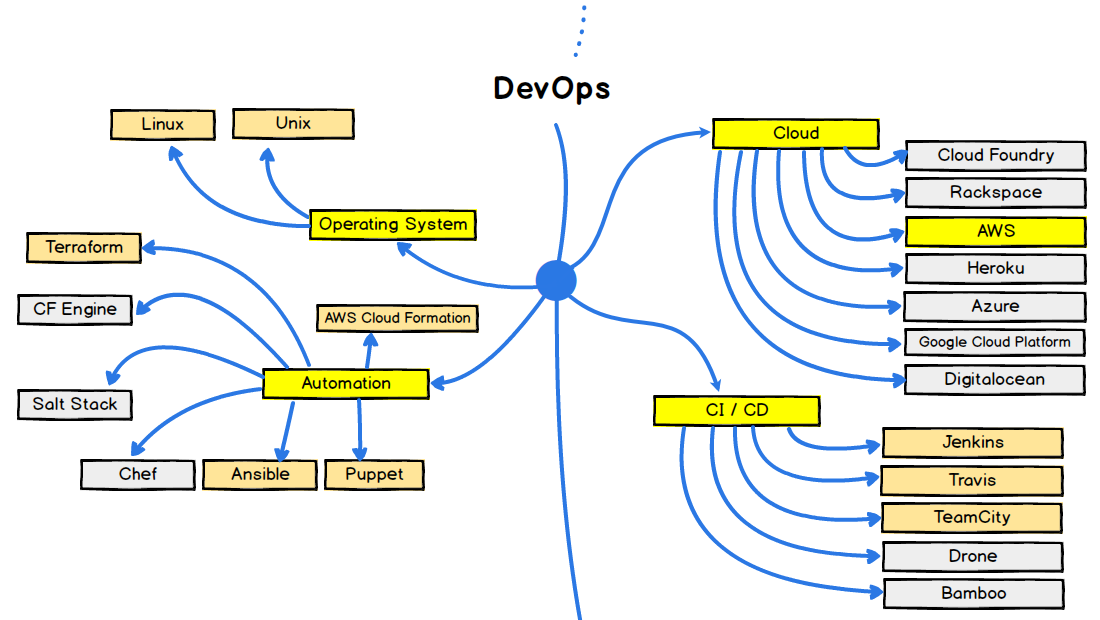 DevOps
Linux
Unix
Operating System
Terraform
CF Engine
AWS Cloud Formation
Automation
Salt Stack
Chef
Ansible
Puppet
Cloud
Cloud Foundry
Rackspace
AWS
Heroku
Azure
Google Cloud Platform
Digitalocean
CI / CD
Jenkins
Travis
TeamCity
Drone
Bamboo